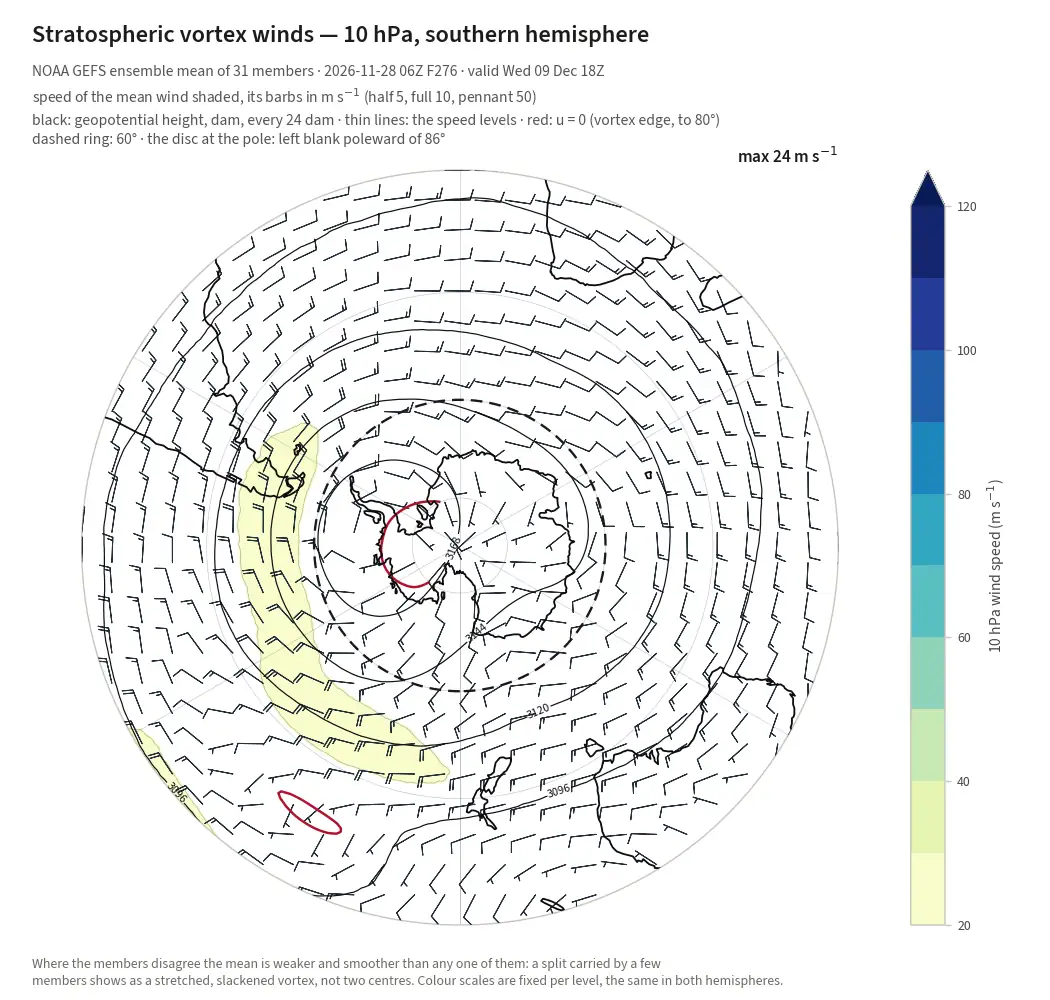 Stratospheric vortex winds — 10 hPa, southern hemisphere
NOAA GEFS ensemble mean of 31 members · 2026-11-28 06Z F276 · valid Wed 09 Dec 18Z
speed of the mean wind shaded, its barbs in m s⁻¹ (half 5, full 10, pennant 50)
black: geopotential height, dam, every 24 dam · thin lines: the speed levels · red: u = 0 (vortex edge, to 80°)
dashed ring: 60° · the disc at the pole: left blank poleward of 86°
max 24 m s⁻¹
120
100
80
60
40
20
10 hPa wind speed (m s⁻¹)
3168
3144
3120
3096
3096
Where the members disagree the mean is weaker and smoother than any one of them: a split carried by a few
members shows as a stretched, slackened vortex, not two centres. Colour scales are fixed per level, the same in both hemispheres.